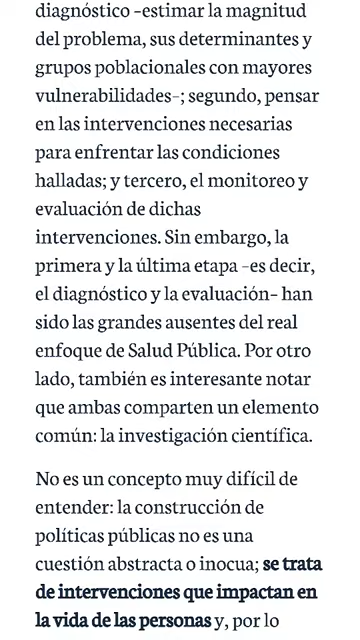 diagnóstico –estimar la magnitud
del problema, sus determinantes y
grupos poblacionales con mayores
vulnerabilidades–; segundo, pensar
en las intervenciones necesarias
para enfrentar las condiciones
halladas; y tercero, el monitoreo y
evaluación de dichas
intervenciones. Sin embargo, la
primera y la última etapa –es decir,
el diagnóstico y la evaluación– han
sido las grandes ausentes del real
enfoque de Salud Pública. Por otro
lado, también es interesante notar
que ambas comparten un elemento
común: la investigación científica.
No es un concepto muy difícil de
entender: la construcción de
políticas públicas no es una
cuestión abstracta o inocua; se trata
de intervenciones que impactan en
la vida de las personas y, por lo